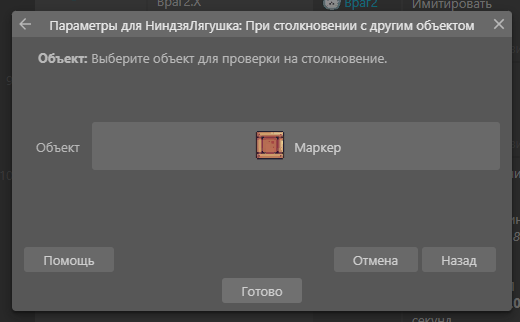 Враг2.X
Враг2
Имитировать
Параметры для НиндзяЛягушка: При столкновении с другим объектом
Объект: Выберите объект для проверки на столкновение.
Объект
Маркер
Помощь
Отмена
Назад
Готово
секунд